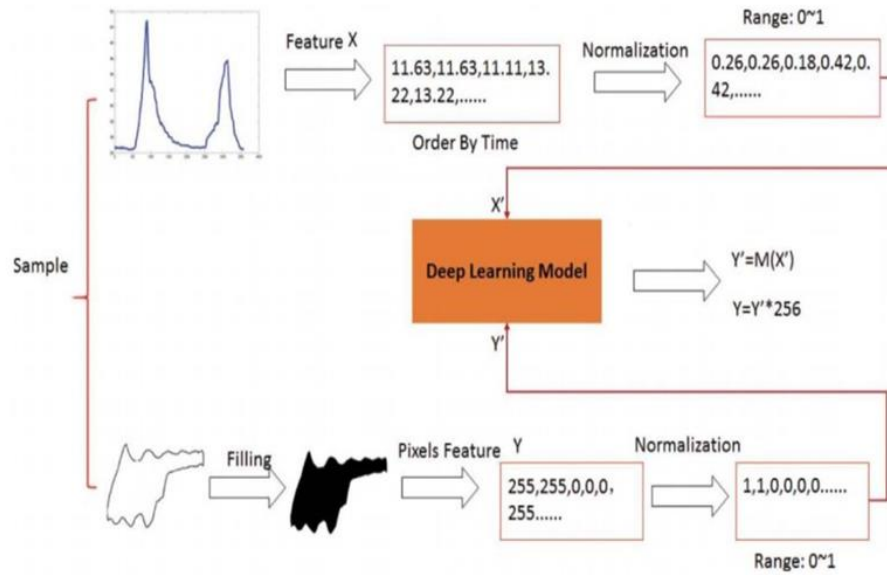 Range: 0~1
Feature X
Normalization
11.63,11.63,11.11,13.
22,13.22,......
0.26,0.26,0.18,0.42,0.
42,......
Order By Time
X'
Sample
Deep Learning Model
Y'=M(X')
Y=Y'*256
Y'
Filling
Pixels Feature
Y
Normalization
255,255,0,0,0,
255......
1,1,0,0,0,0......
Range: 0~1